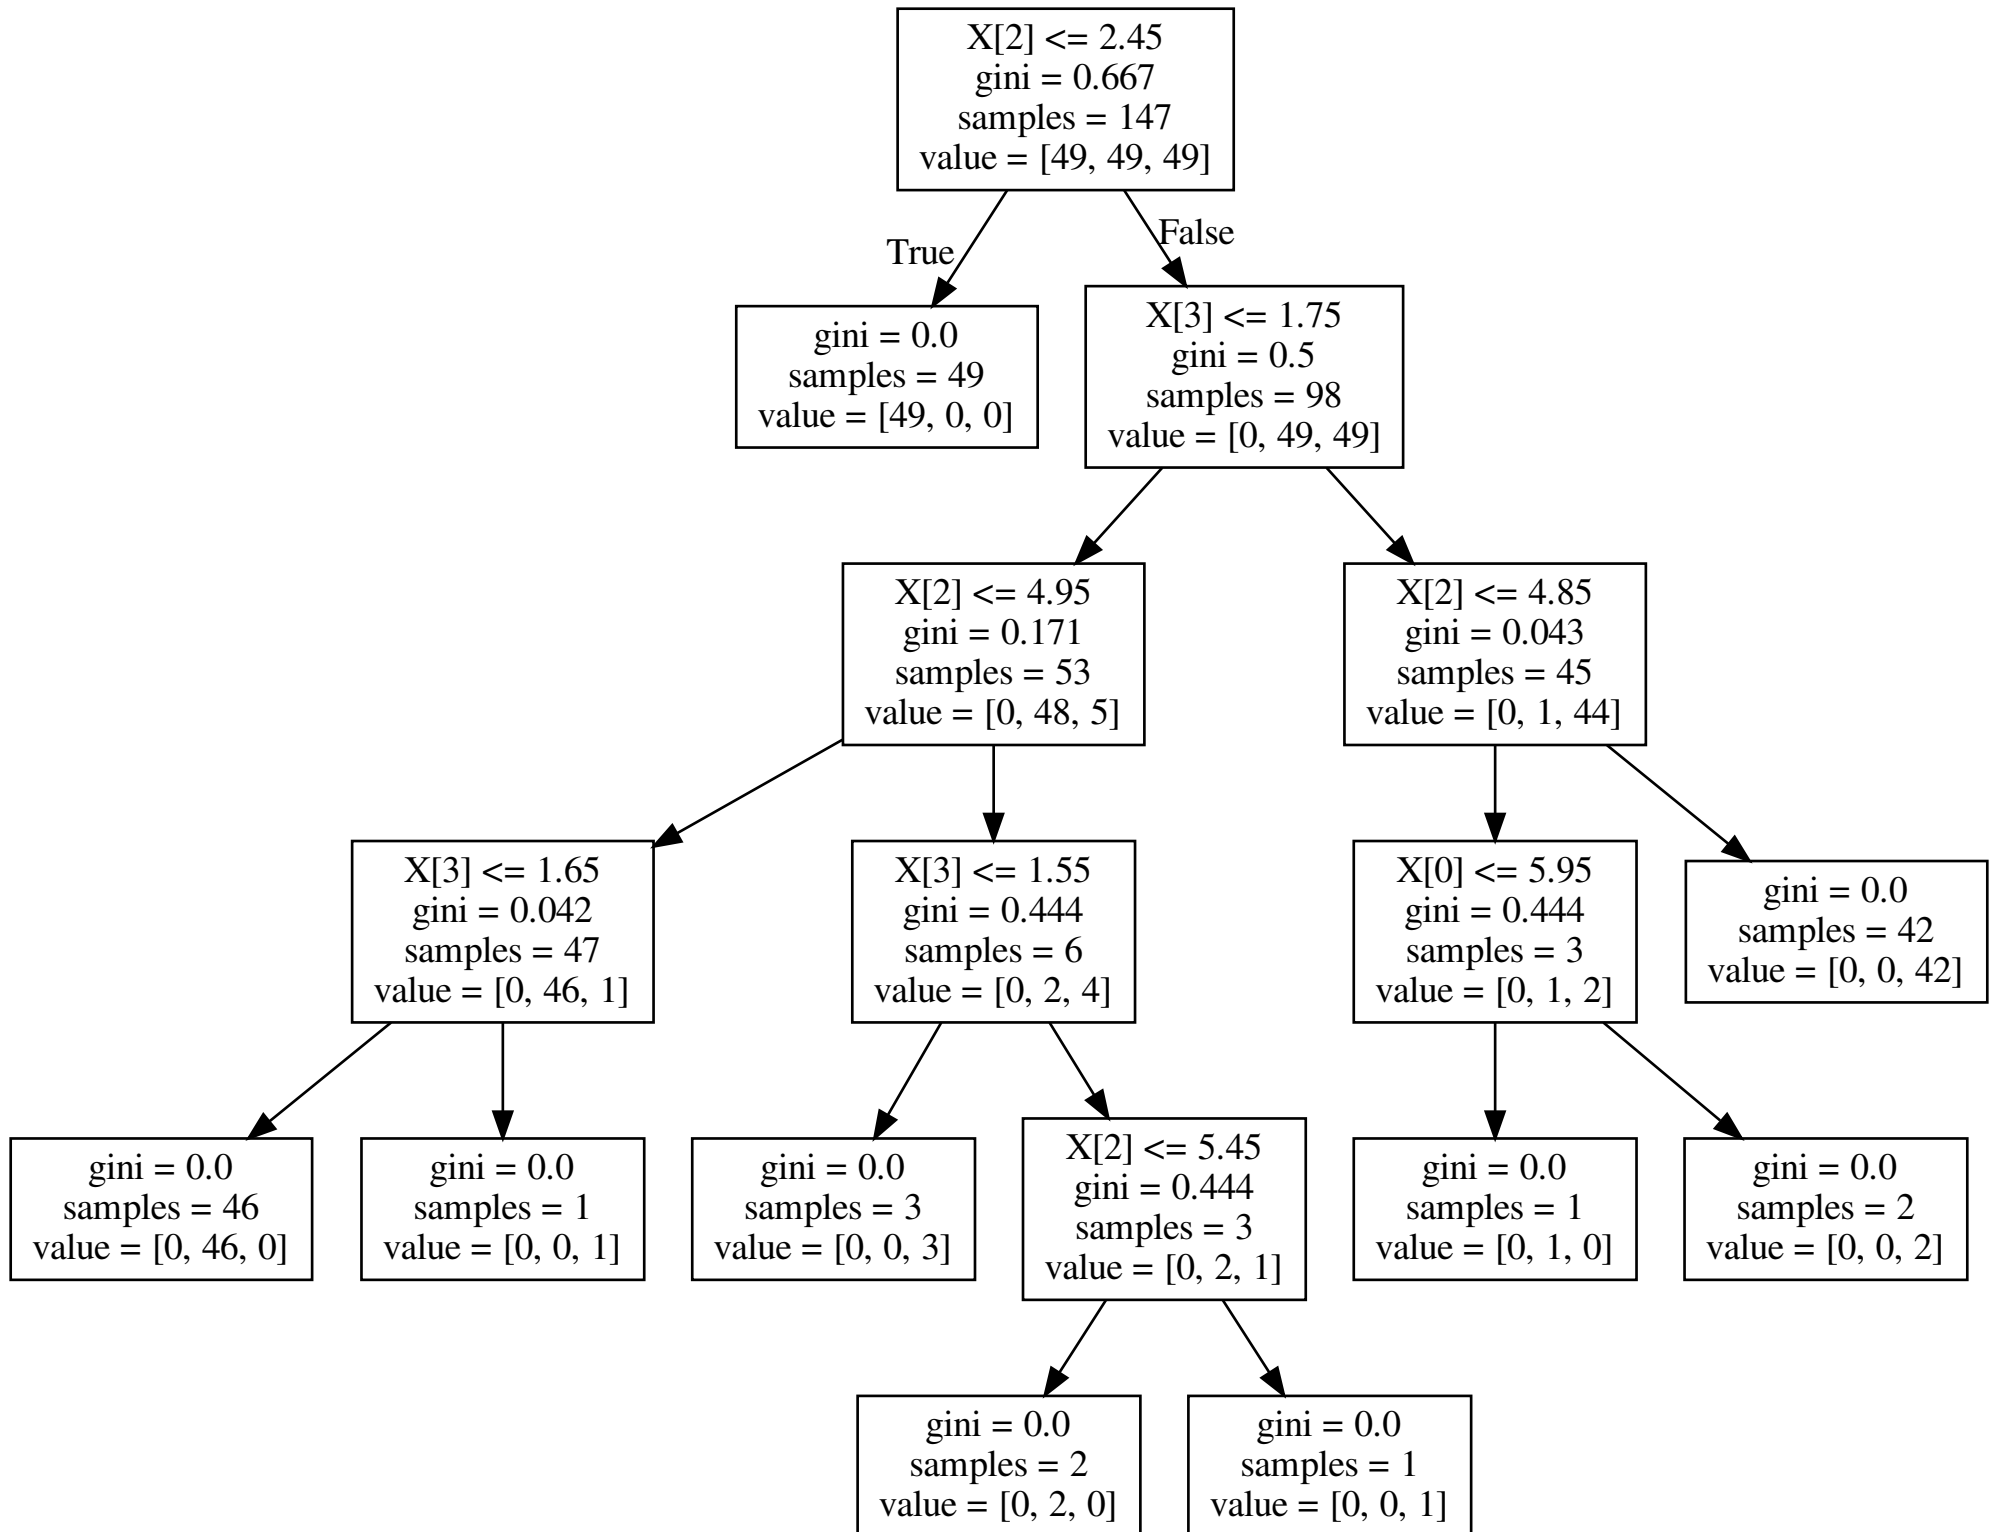 X[2] <= 2.45
gini = 0.667
samples = 147
value = [49, 49, 49]
True
False
gini = 0.0
samples = 49
value = [49, 0, 0]
X[3] <= 1.75
gini = 0.5
samples = 98
value = [0, 49, 49]
X[2] <= 4.95
gini = 0.171
samples = 53
value = [0, 48, 5]
X[2] <= 4.85
gini = 0.043
samples = 45
value = [0, 1, 44]
X[3] <= 1.65
gini = 0.042
samples = 47
value = [0, 46, 1]
X[3] <= 1.55
gini = 0.444
samples = 6
value = [0, 2, 4]
X[0] <= 5.95
gini = 0.444
samples = 3
value = [0, 1, 2]
gini = 0.0
samples = 42
value = [0, 0, 42]
gini = 0.0
samples = 46
value = [0, 46, 0]
gini = 0.0
samples = 1
value = [0, 0, 1]
gini = 0.0
samples = 3
value = [0, 0, 3]
X[2] <= 5.45
gini = 0.444
samples = 3
value = [0, 2, 1]
gini = 0.0
samples = 1
value = [0, 1, 0]
gini = 0.0
samples = 2
value = [0, 0, 2]
gini = 0.0
samples = 2
value = [0, 2, 0]
gini = 0.0
samples = 1
value = [0, 0, 1]